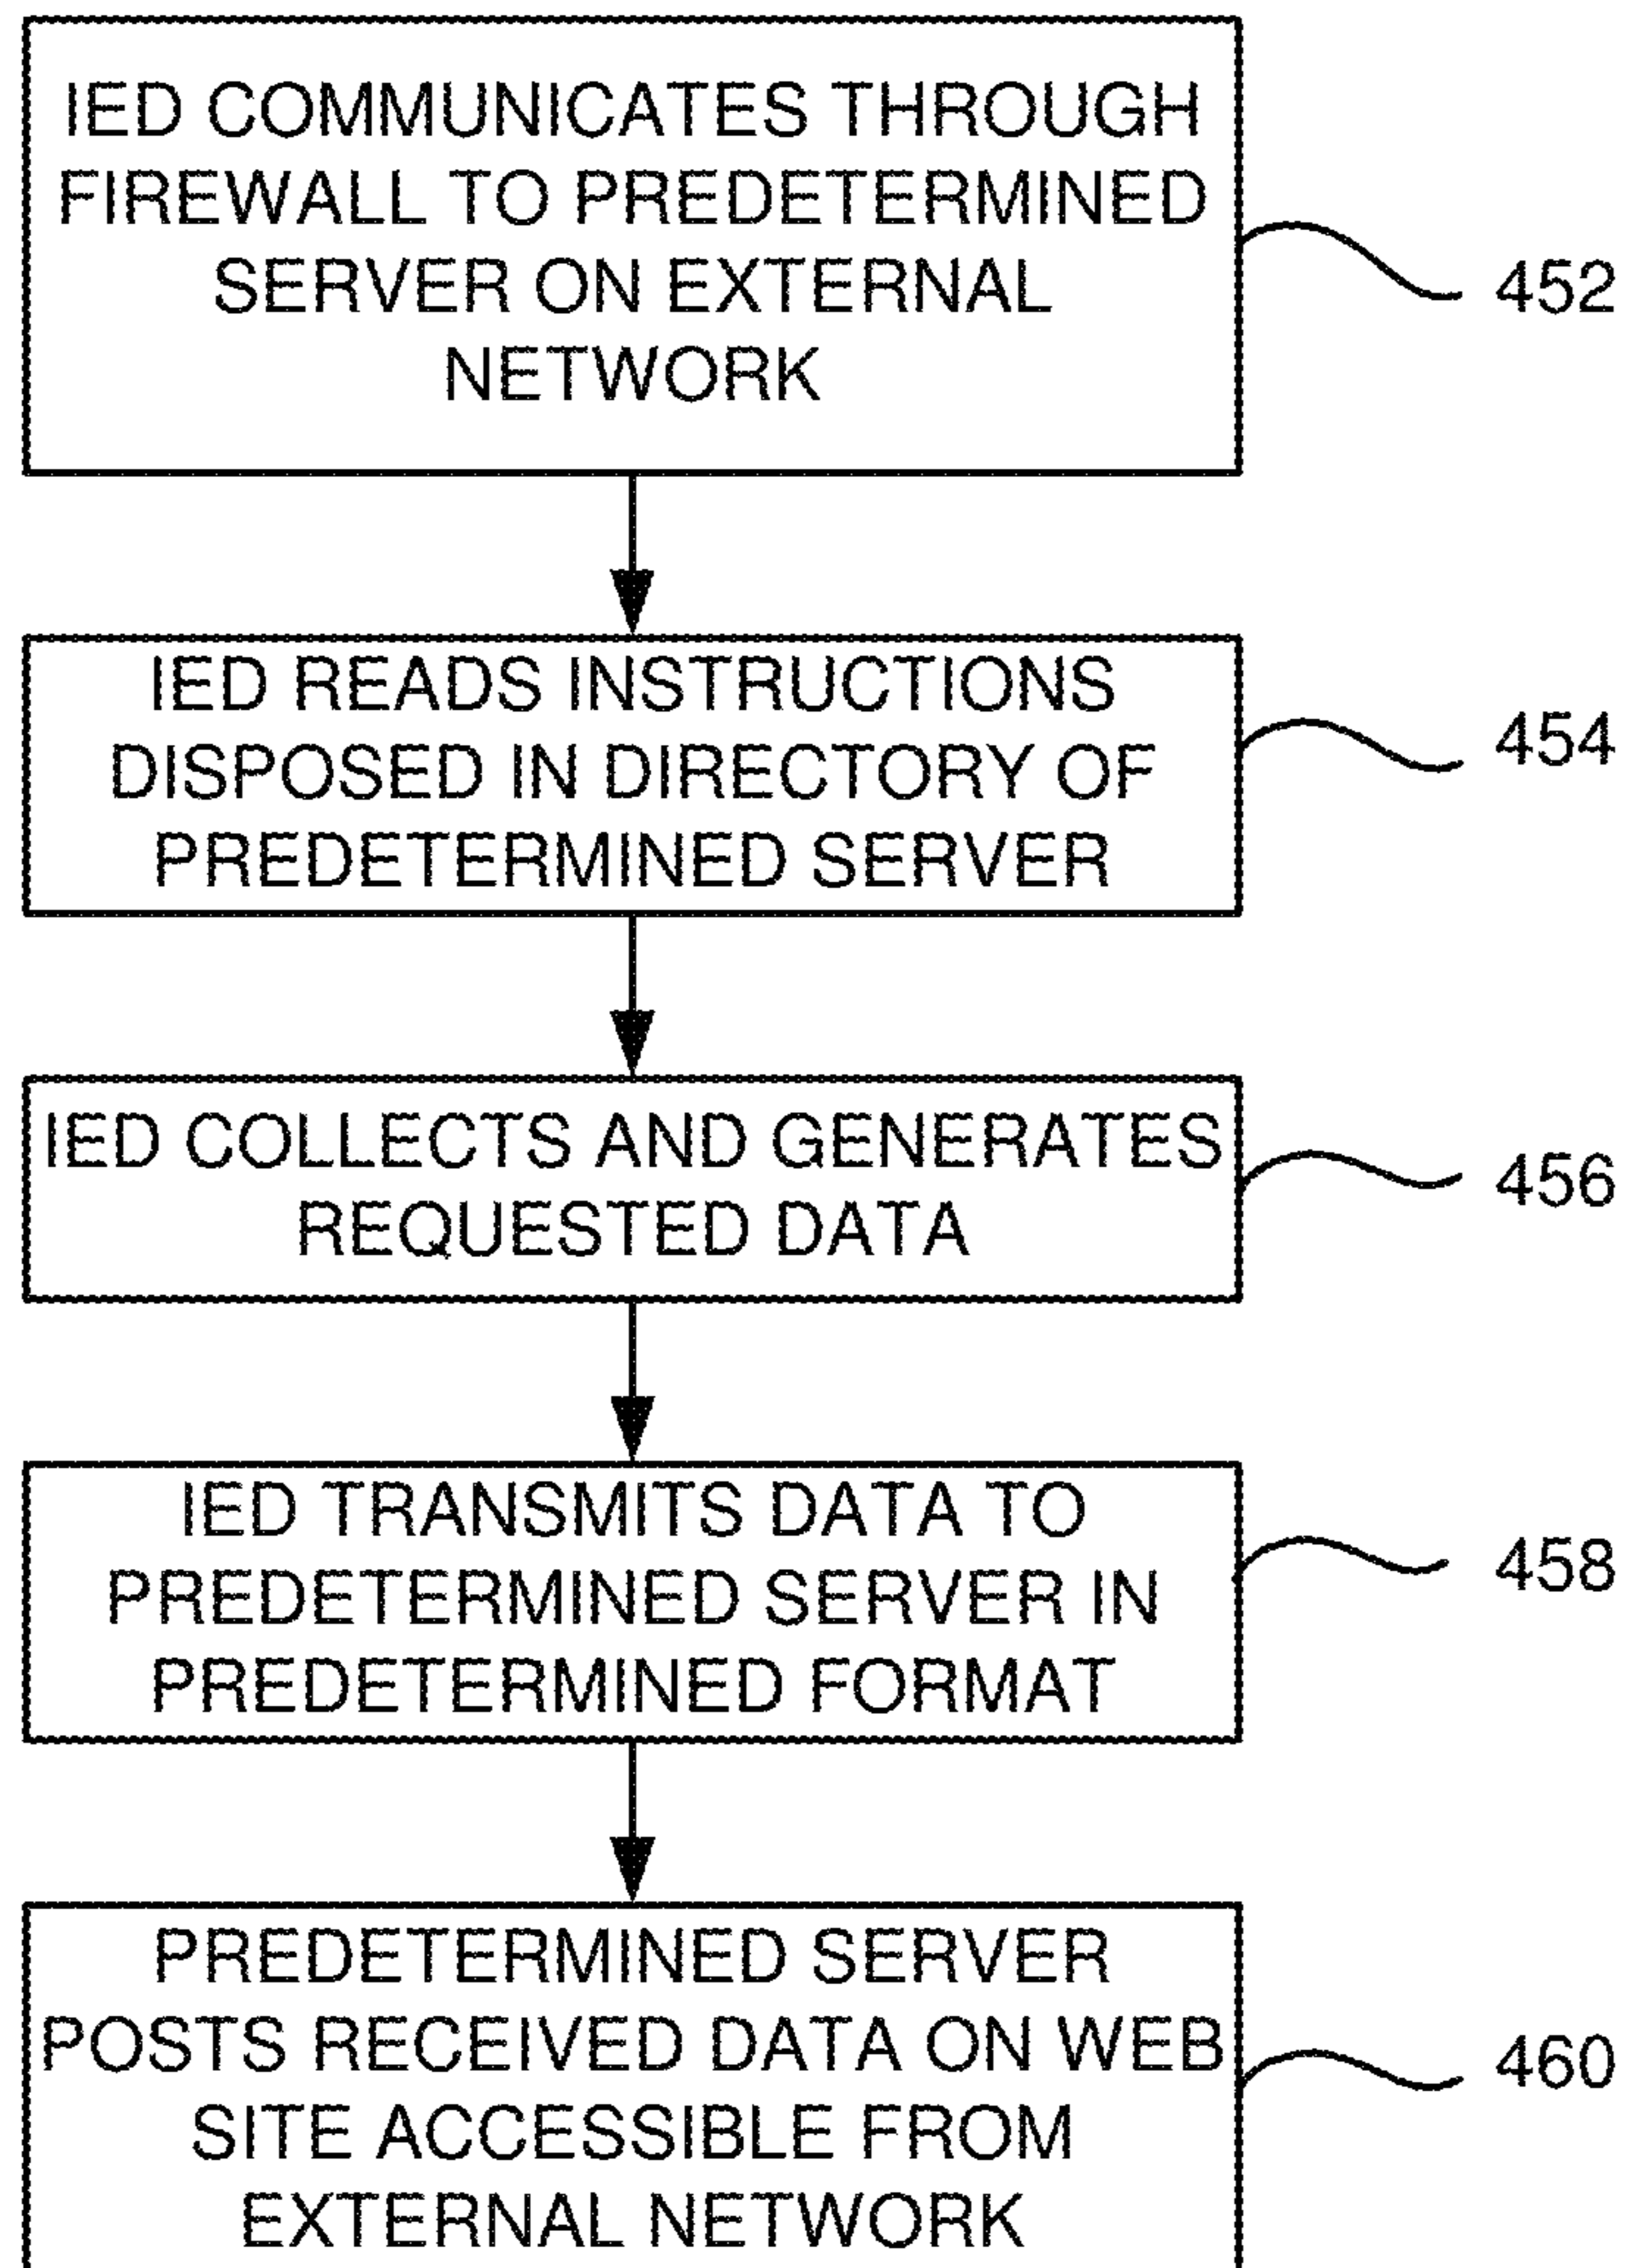 IED COMMUNICATES THROUGH
FIREWALL TO PREDETERMINED
SERVER ON EXTERNAL
NETWORK
452
IED READS INSTRUCTIONS
DISPOSED IN DIRECTORY OF
PREDETERMINED SERVER
454
IED COLLECTS AND GENERATES
REQUESTED DATA
456
IED TRANSMITS DATA TO
PREDETERMINED SERVER IN
PREDETERMINED FORMAT
458
PREDETERMINED SERVER
POSTS RECEIVED DATA ON WEB
SITE ACCESSIBLE FROM
EXTERNAL NETWORK
460